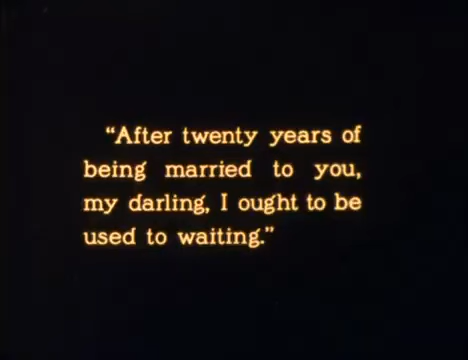 “After twenty years of
being married to you,
my darling, I ought to be
used to waiting.”